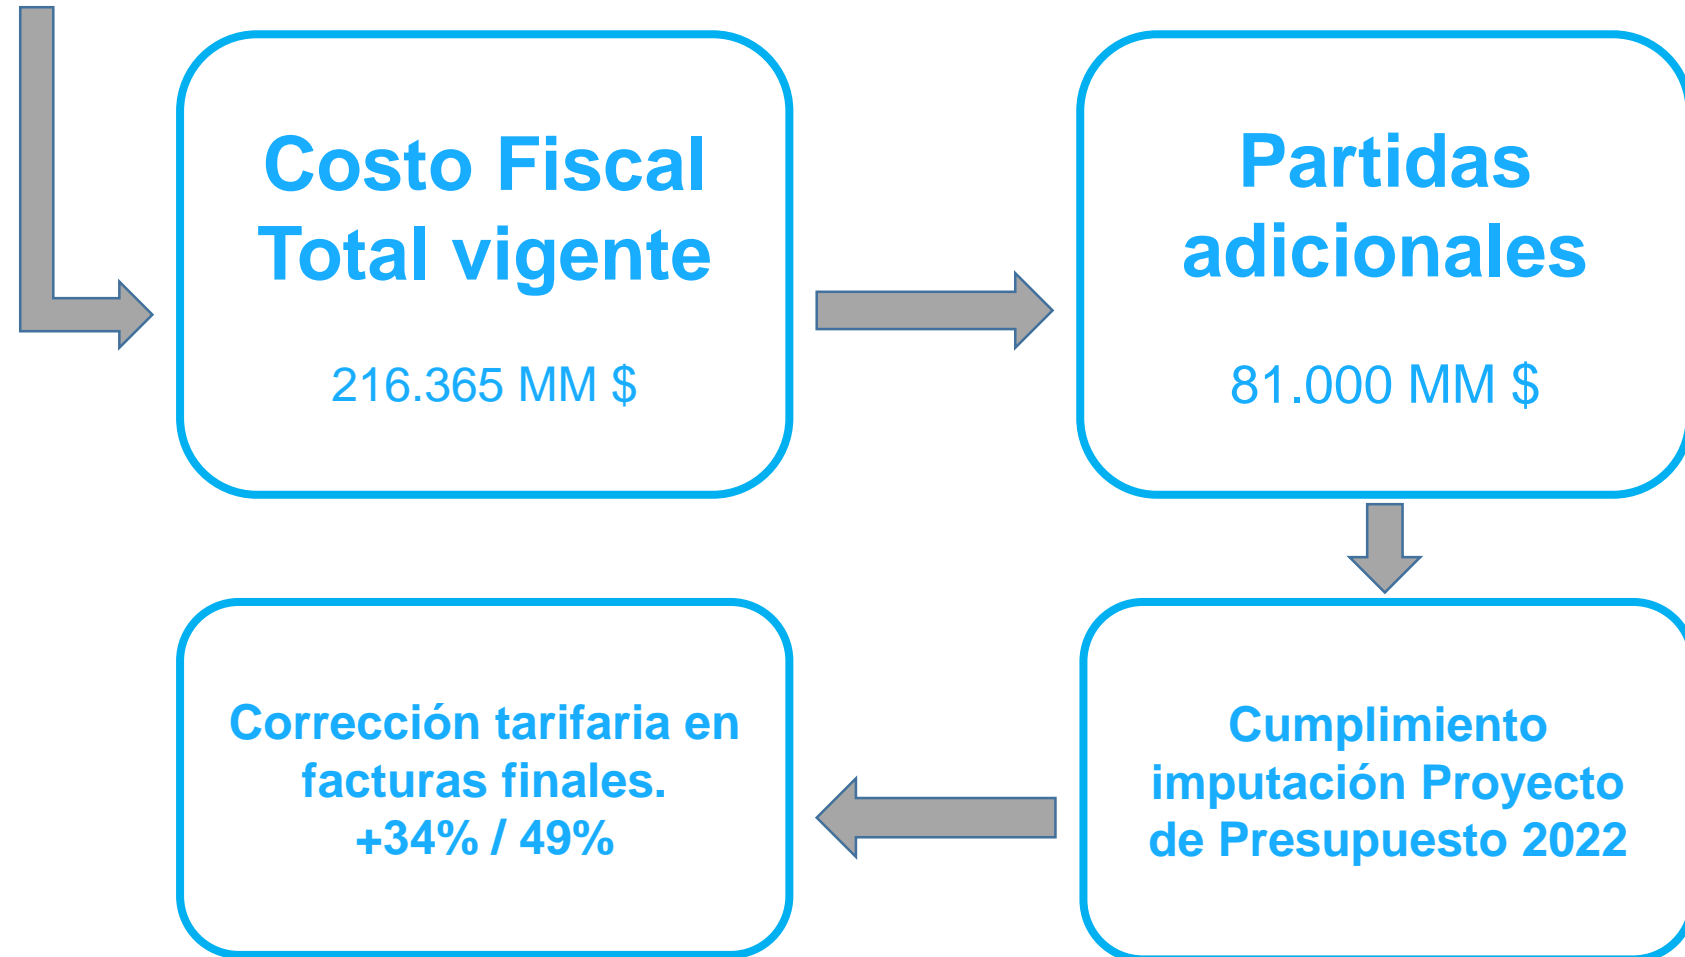 Costo Fiscal
Total vigente
216.365 MM $
Partidas
adicionales
81.000 MM $
Corrección tarifaria en
facturas finales.
+34% / 49%
Cumplimiento
imputación Proyecto
de Presupuesto 2022